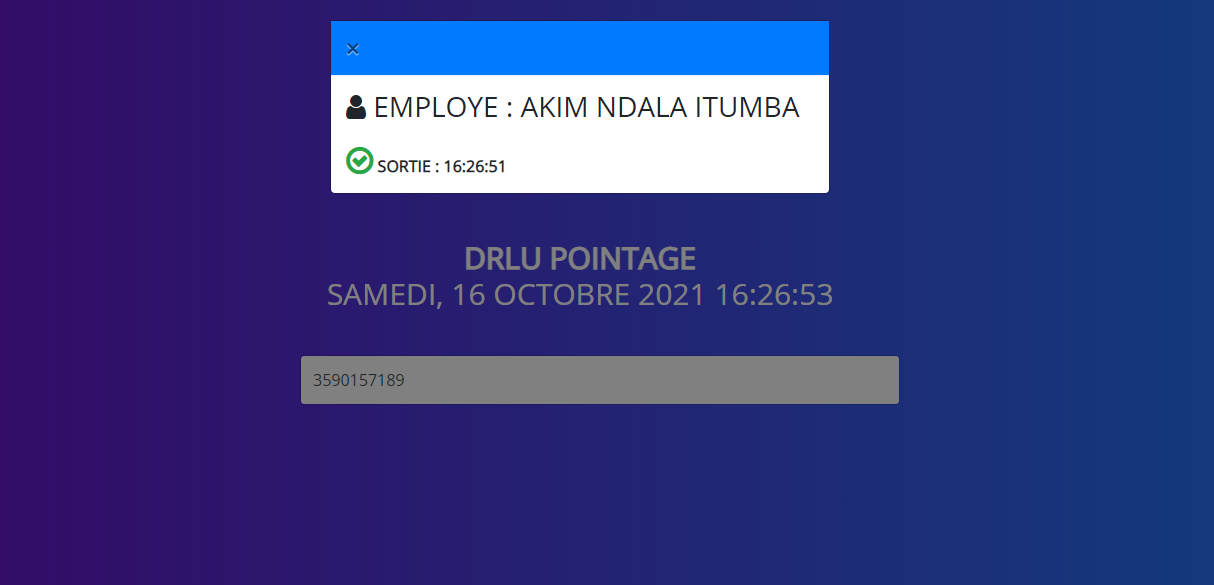 ×
EMPLOYE : AKIM NDALA ITUMBA
SORTIE : 16:26:51
DRLU POINTAGE
SAMEDI, 16 OCTOBRE 2021 16:26:53
3590157189